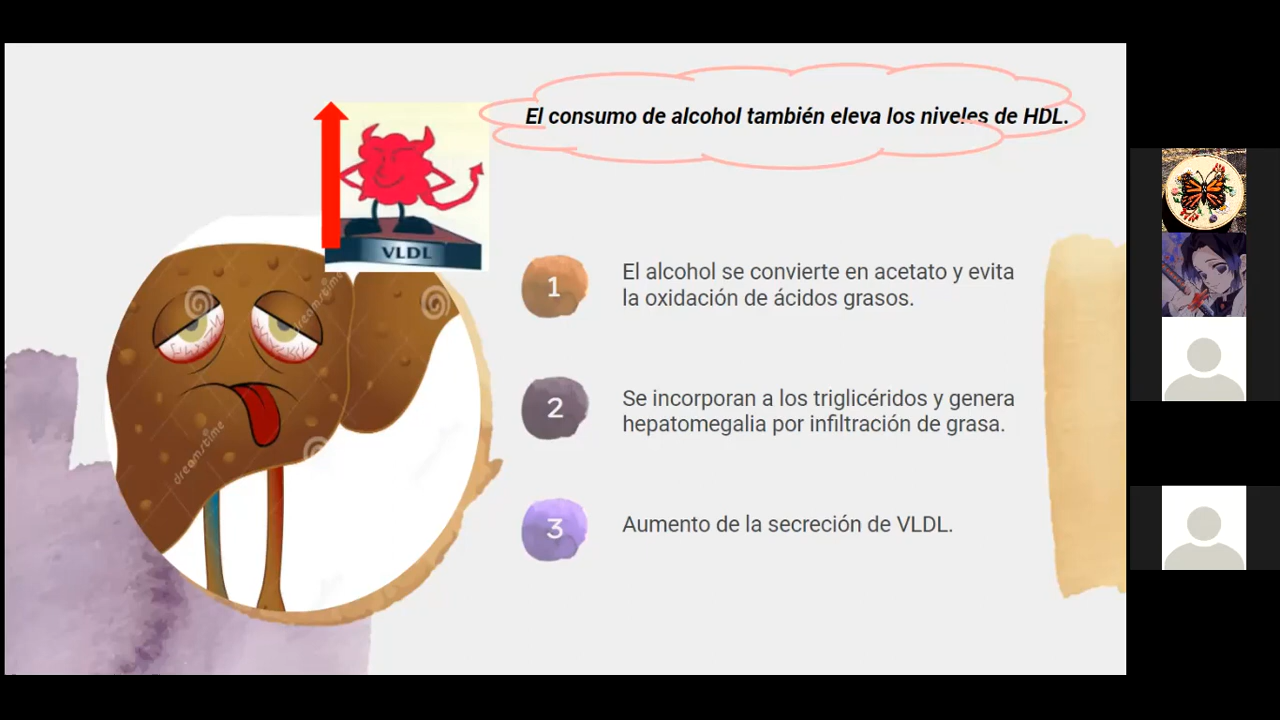 El consumo de alcohol también eleva los niveles de HDL.
VLDL
1
El alcohol se convierte en acetato y evita
la oxidación de ácidos grasos.
2
Se incorporan a los triglicéridos y genera
hepatomegalia por infiltración de grasa.
3
Aumento de la secreción de VLDL.
dreamstime
dreamstime